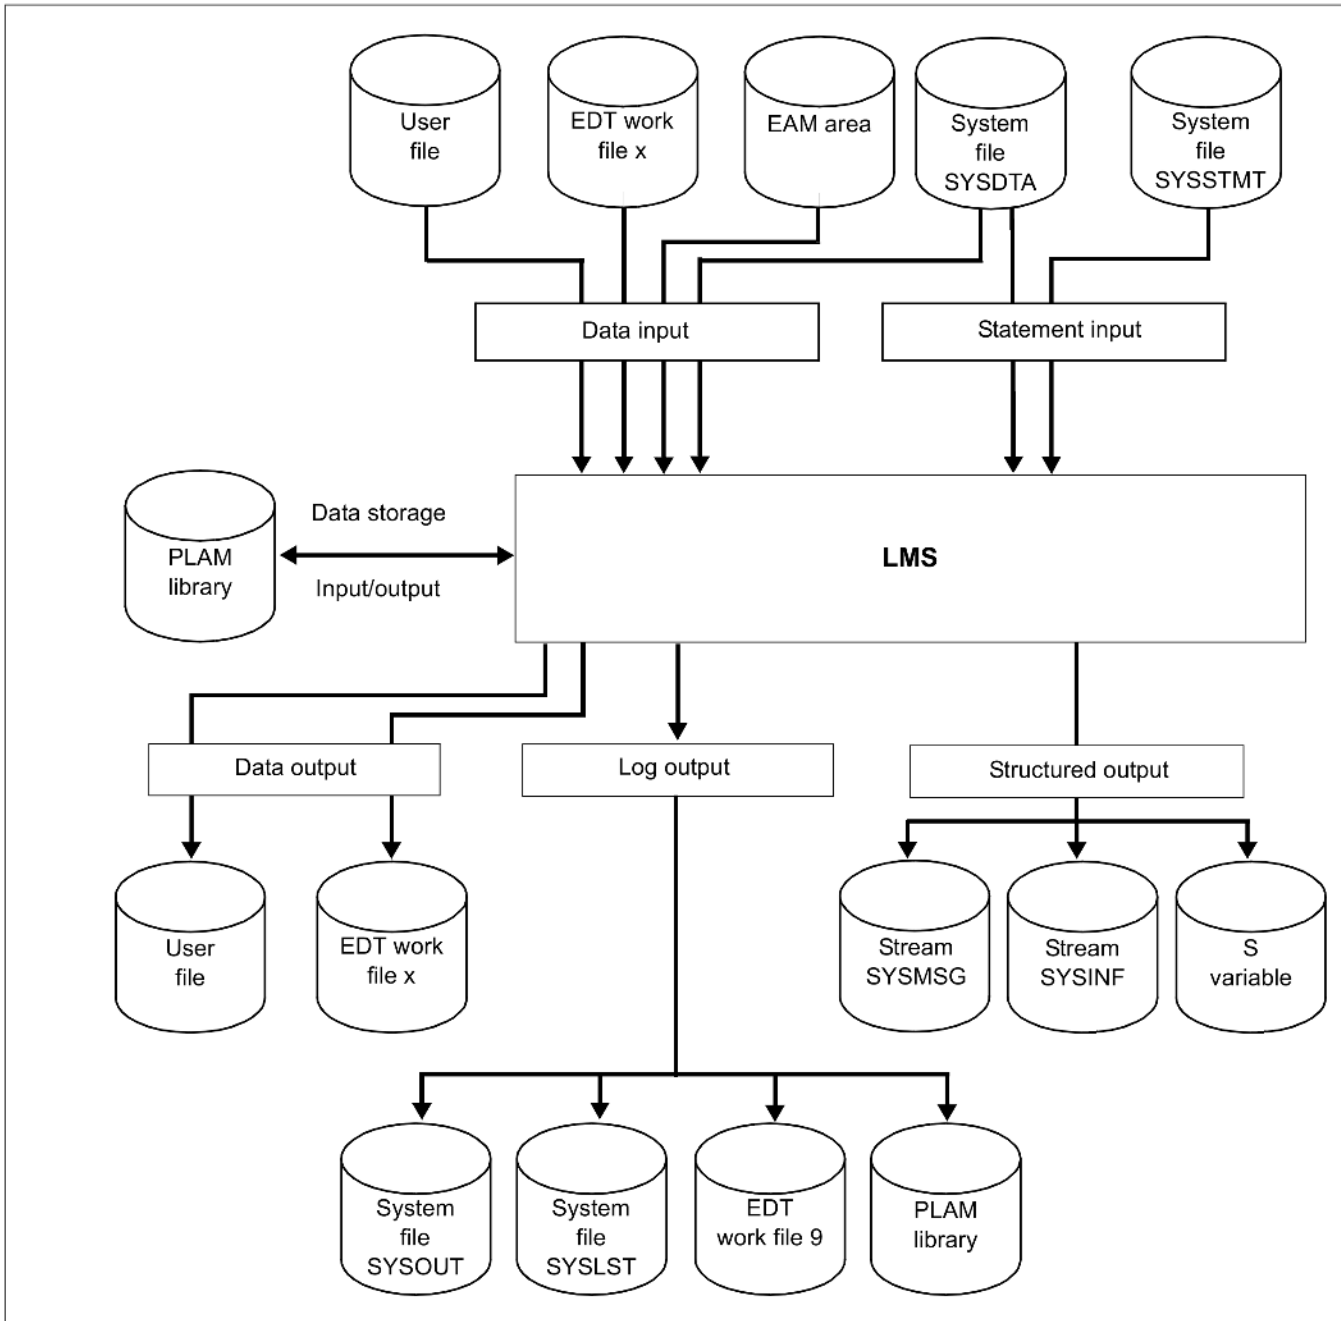 User
file
EDT work
file x
EAM area
System
file
SYSDTA
System
file
SYSSTMT
Data input
Statement input
PLAM
library
Data storage
Input/output
LMS
Data output
Log output
Structured output
User
file
EDT work
file x
Stream
SYSMSG
Stream
SYSINF
S
variable
System
file
SYSOUT
System
file
SYSLST
EDT
work file 9
PLAM
library